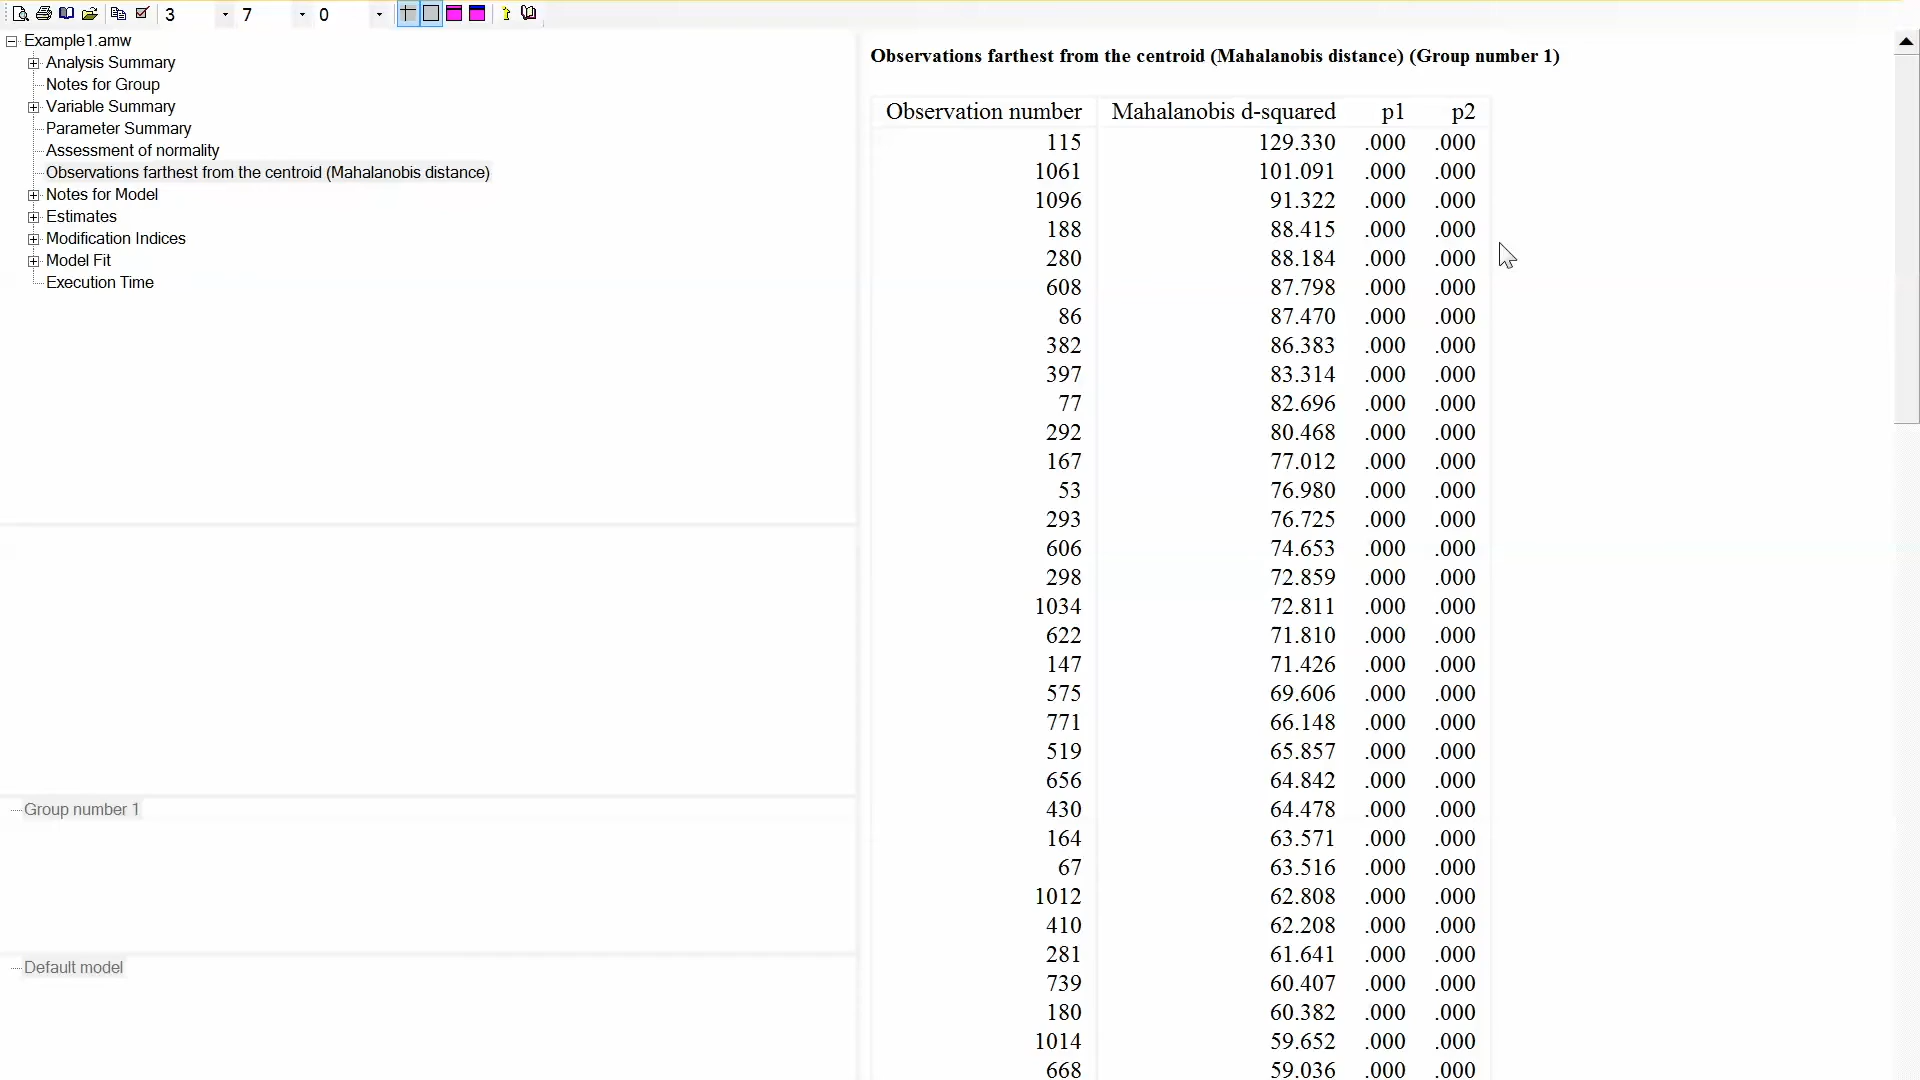 3 7 0
Example1.amw
Analysis Summary
Notes for Group
Variable Summary
Parameter Summary
Assessment of normality
Observations farthest from the centroid (Mahalanobis distance)
Notes for Model
Estimates
Modification Indices
Model Fit
Execution Time
Group number 1
Default model
Observations farthest from the centroid (Mahalanobis distance) (Group number 1)
Observation number Mahalanobis d-squared p1 p2
115 129.330 .000 .000
1061 101.091 .000 .000
1096 91.322 .000 .000
188 88.415 .000 .000
280 88.184 .000 .000
608 87.798 .000 .000
86 87.470 .000 .000
382 86.383 .000 .000
397 83.314 .000 .000
77 82.696 .000 .000
292 80.468 .000 .000
167 77.012 .000 .000
53 76.980 .000 .000
293 76.725 .000 .000
606 74.653 .000 .000
298 72.859 .000 .000
1034 72.811 .000 .000
622 71.810 .000 .000
147 71.426 .000 .000
575 69.606 .000 .000
771 66.148 .000 .000
519 65.857 .000 .000
656 64.842 .000 .000
430 64.478 .000 .000
164 63.571 .000 .000
67 63.516 .000 .000
1012 62.808 .000 .000
410 62.208 .000 .000
281 61.641 .000 .000
739 60.407 .000 .000
180 60.382 .000 .000
1014 59.652 .000 .000
668 59.036 .000 .000